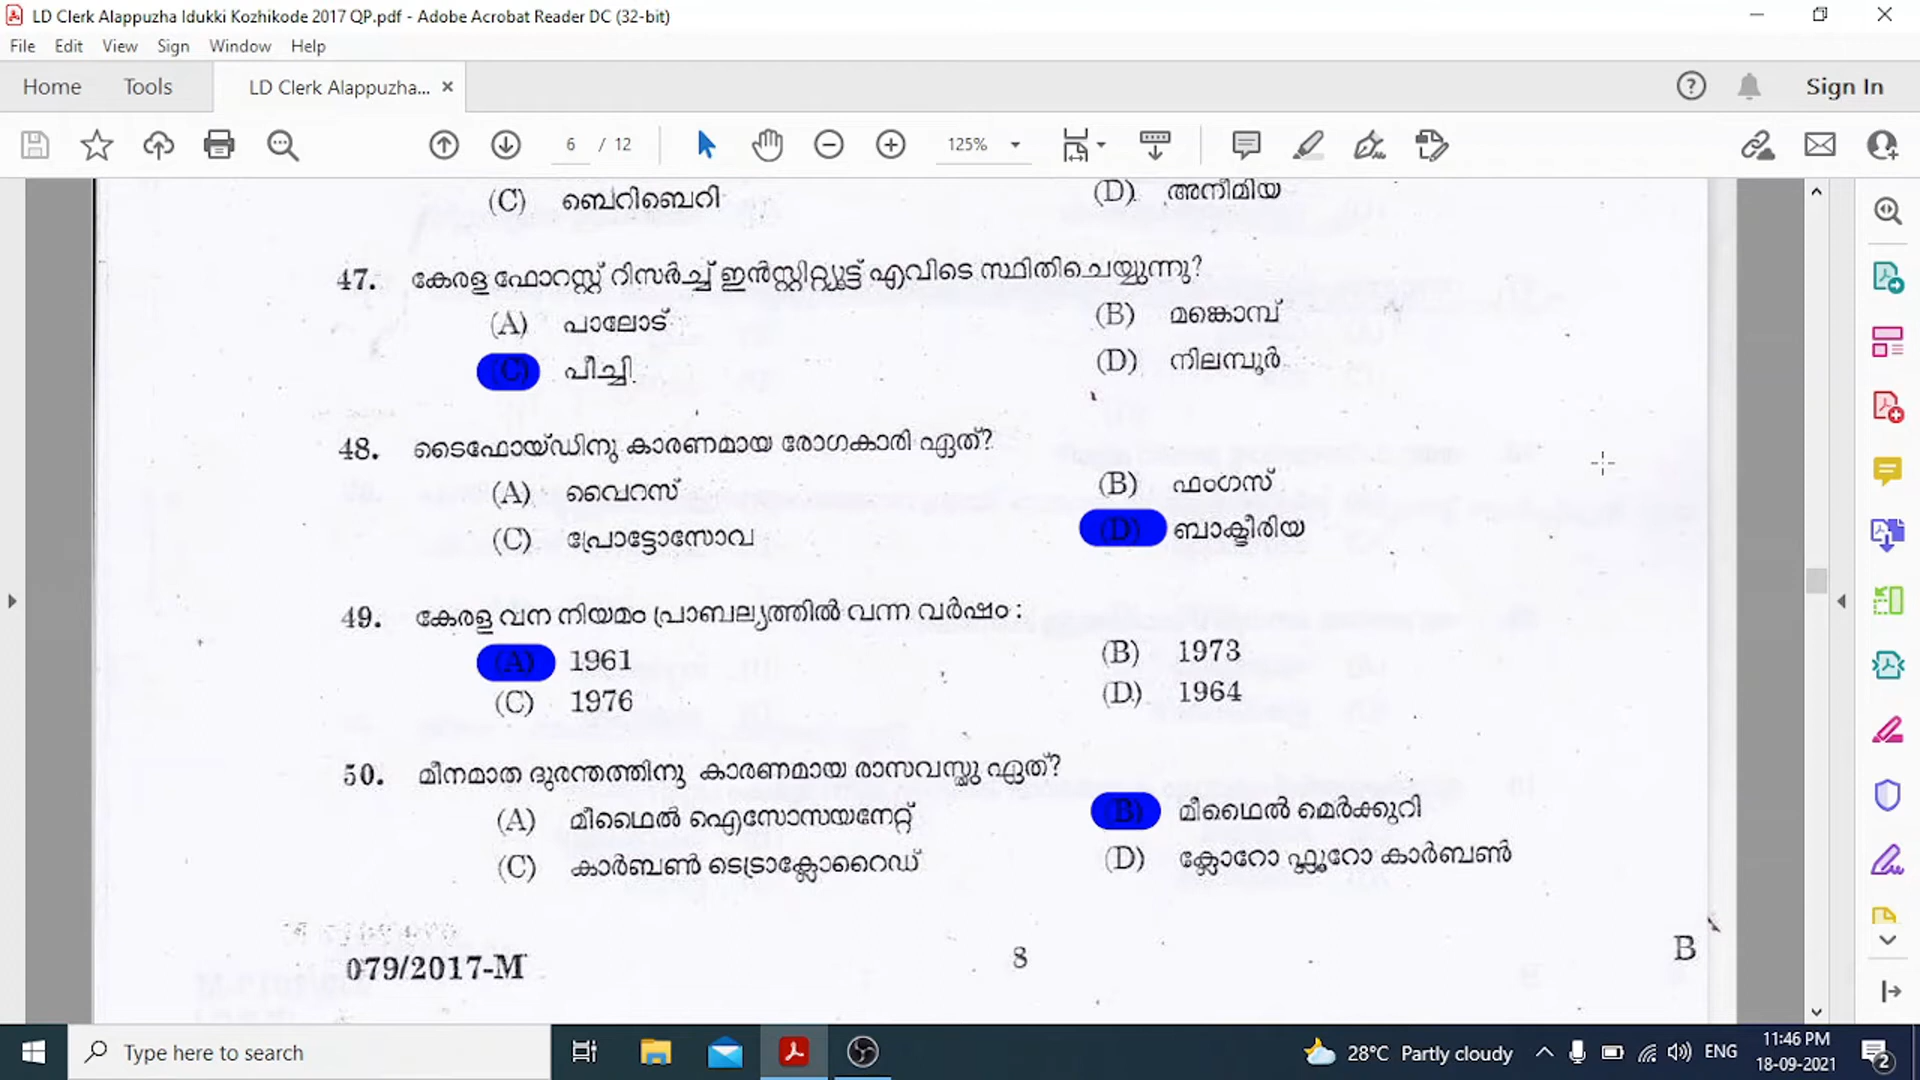 LD Clerk Alappuzha Idukki Kozhikode 2017 QP.pdf - Adobe Acrobat Reader DC (32-bit)
File Edit View Sign Window Help
Home Tools LD Clerk Alappuzha... × Sign In
6 / 12 125%
(C) ബെറിബെറി (D) അനീമിയ
47. കേരള ഫോറസ്റ്റ് റിസർച്ച് ഇൻസ്റ്റിറ്റ്യൂട്ട് എവിടെ സ്ഥിതിചെയ്യുന്നു?
(A) പാലോട് (B) മങ്കൊമ്പ്
(C) പീച്ചി (D) നിലമ്പൂർ
48. ടൈഫോയ്ഡിനു കാരണമായ രോഗകാരി ഏത്?
(A) വൈറസ് (B) ഫംഗസ്
(C) പ്രോട്ടോസോവ (D) ബാക്ടീരിയ
49. കേരള വന നിയമം പ്രാബല്യത്തിൽ വന്ന വർഷം :
(A) 1961 (B) 1973
(C) 1976 (D) 1964
50. മീനമാത ദുരന്തത്തിനു കാരണമായ രാസവസ്തു ഏത്?
(A) മീഥൈൽ ഐസോസയനേറ്റ് (B) മീഥൈൽ മെർക്കുറി
(C) കാർബൺ ടെട്രാക്ലോറൈഡ് (D) ക്ലോറോ ഫ്ലൂറോ കാർബൺ
079/2017-M 8 B
Type here to search 28°C Partly cloudy ENG 11:46 PM
18-09-2021 2